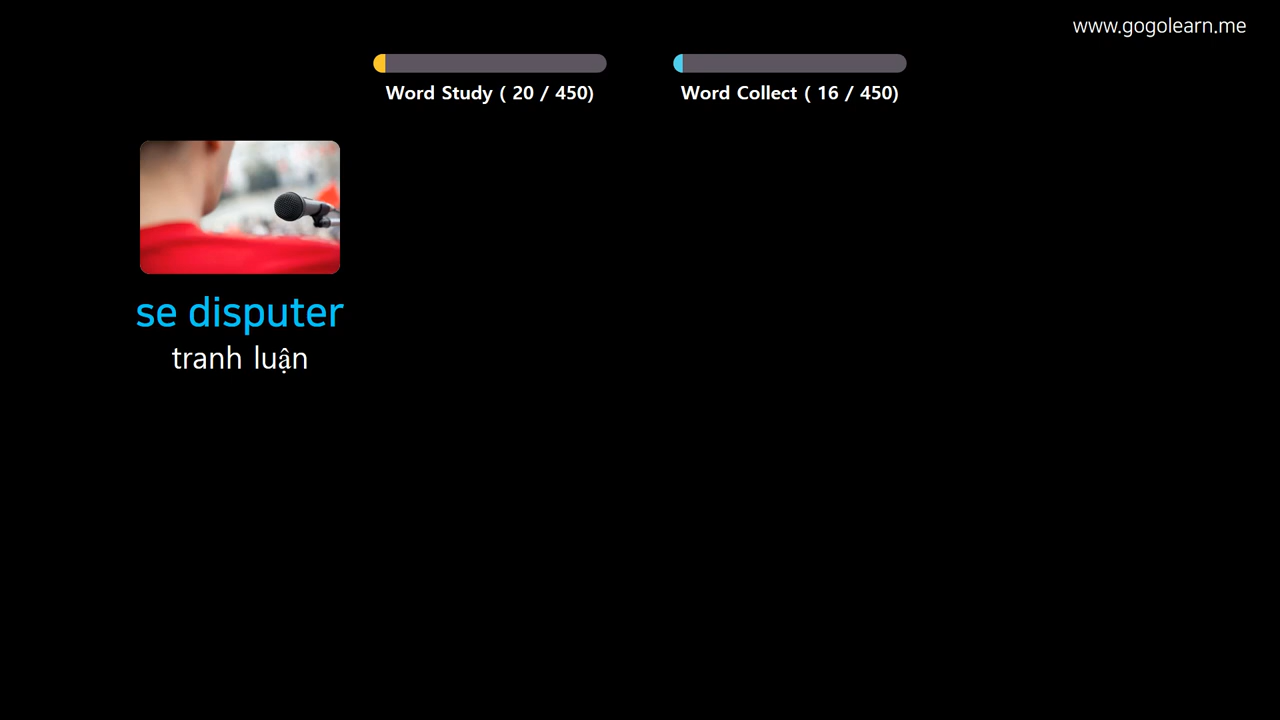 www.gogolearn.me
Word Study ( 20 / 450)
Word Collect ( 16 / 450)
se disputer
tranh luận